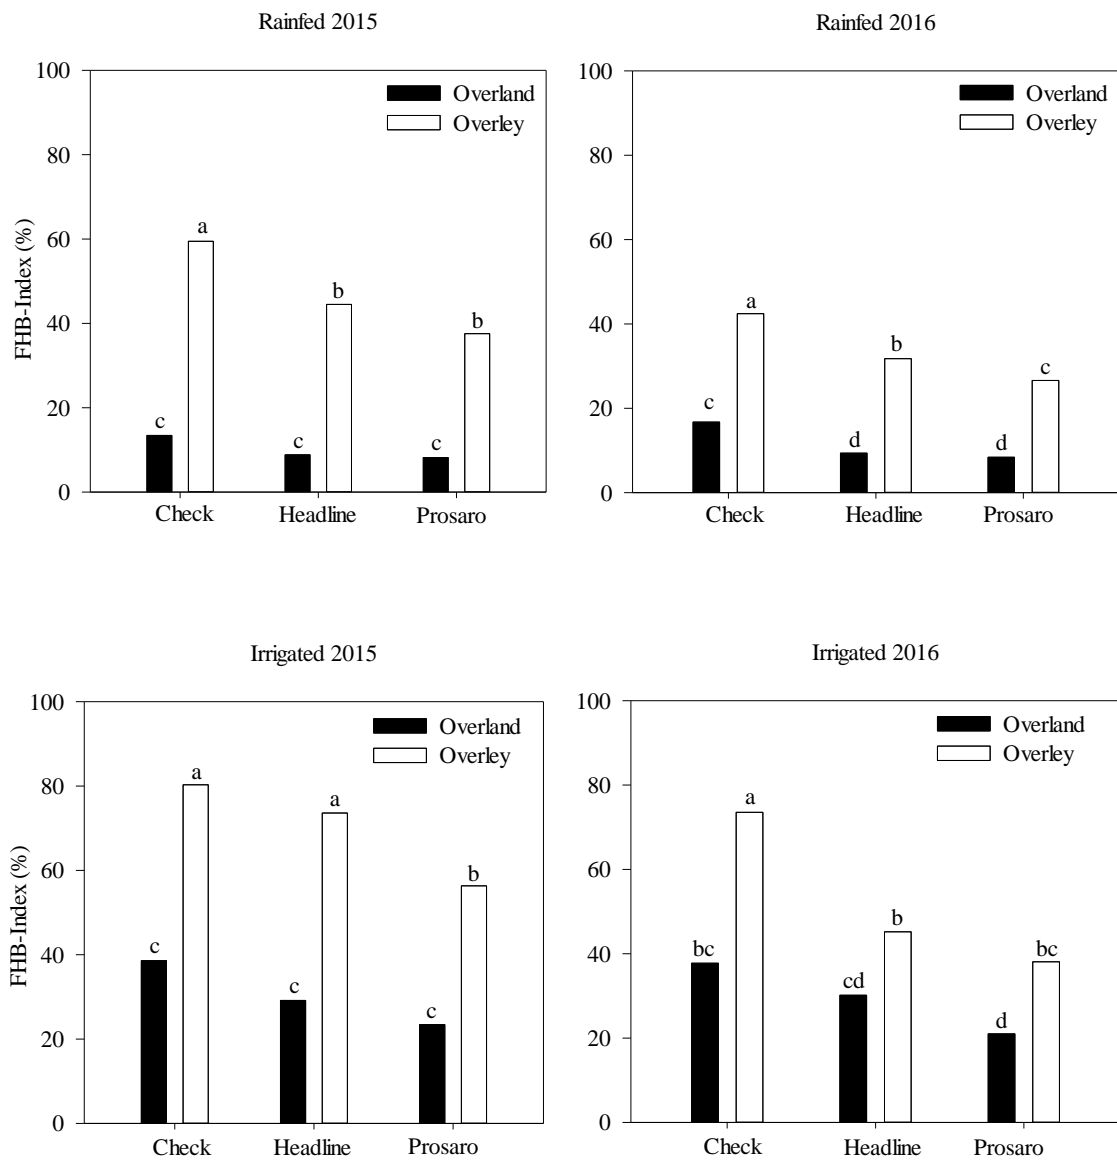 Rainfed 2015
FHB-Index (%)
100
80
60
40
20
0
Overland
Overley
a
b
b
c
c
c
Check
Headline
Prosaro
Rainfed 2016
100
80
60
40
20
0
Overland
Overley
a
b
c
c
d
d
Check
Headline
Prosaro
Irrigated 2015
FHB-Index (%)
100
80
60
40
20
0
Overland
Overley
a
a
b
c
c
c
Check
Headline
Prosaro
Irrigated 2016
100
80
60
40
20
0
Overland
Overley
a
b
bc
bc
cd
d
Check
Headline
Prosaro